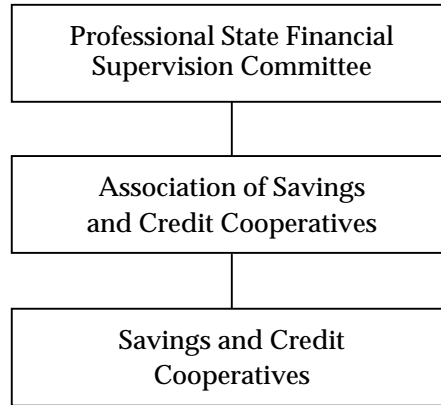 Professional State Financial
Supervision Committee
Association of Savings
and Credit Cooperatives
Savings and Credit
Cooperatives